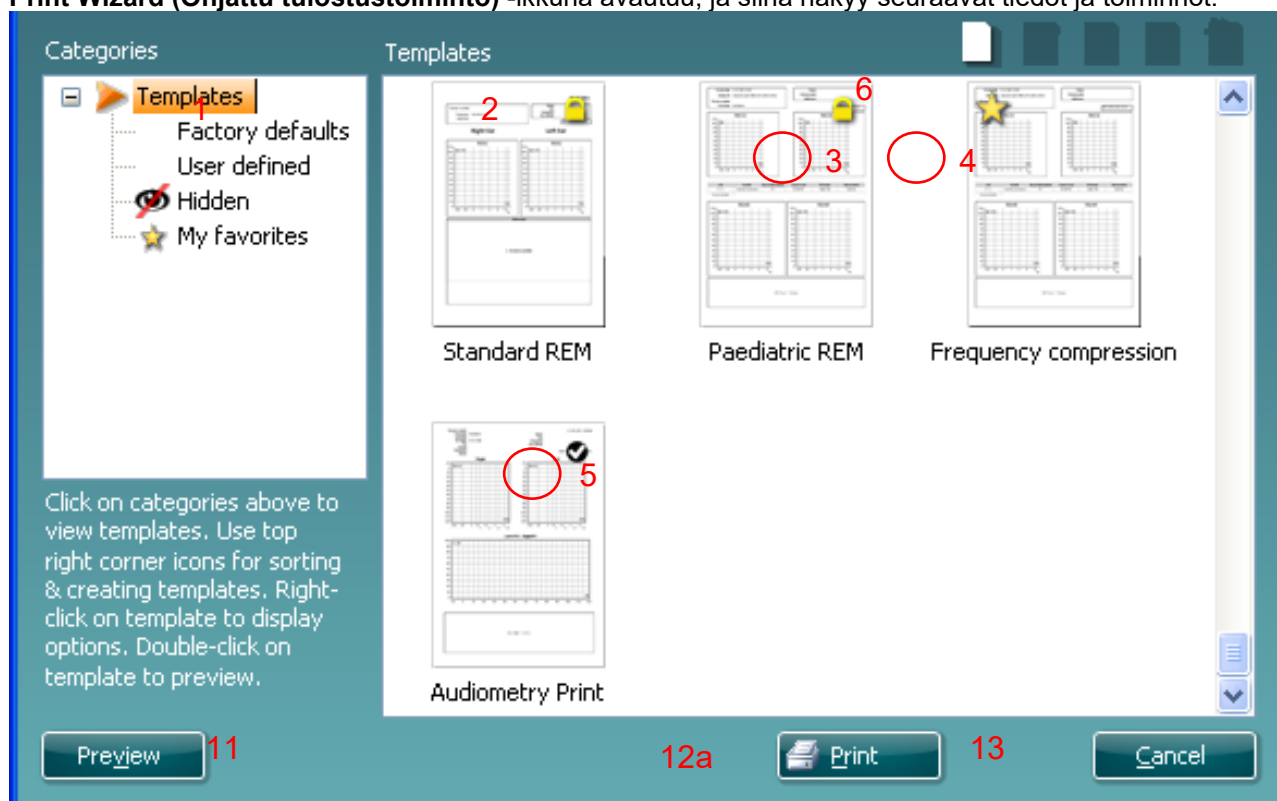 Print Wizard (Ohjattu tulostustoiminto) -ikkuna avautuu, ja siinä näkyy seuraavat tiedot ja toiminnot:
Categories
Templates
Templates
1
Factory defaults
User defined
Hidden
My favorites
2
6
3
4
Standard REM
Paediatric REM
Frequency compression
5
Audiometry Print
Click on categories above to
view templates. Use top
right corner icons for sorting
& creating templates. Right-
click on template to display
options. Double-click on
template to preview.
Preview
11
12a
Print
13
Cancel